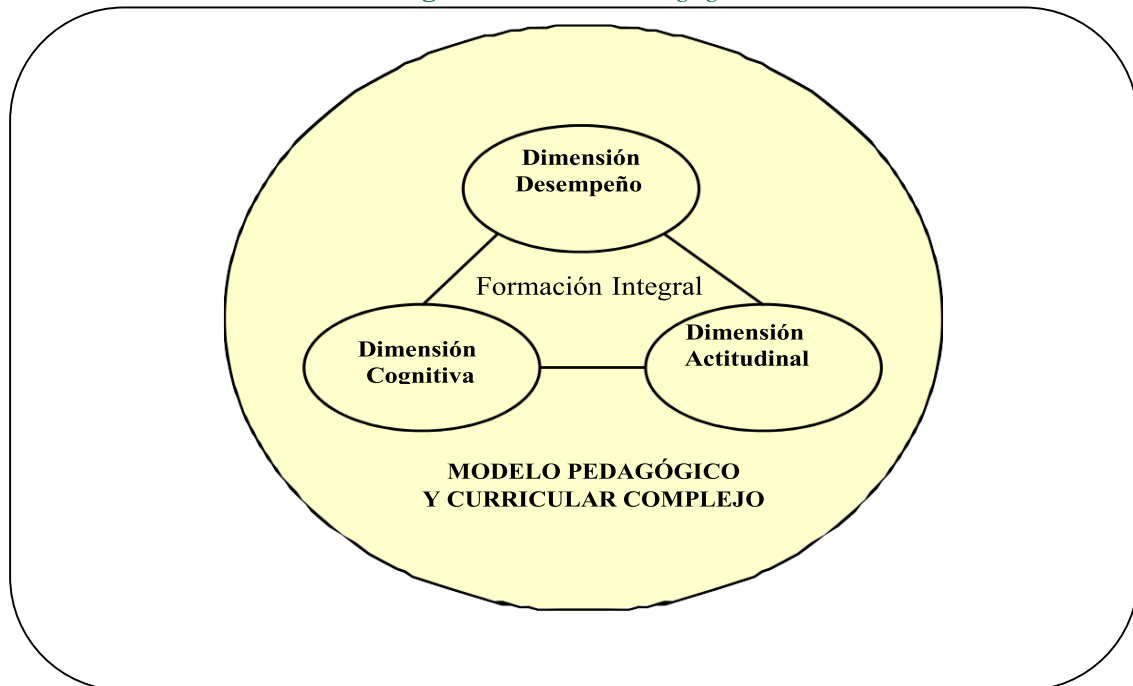 Dimensión
Desempeño
Formación Integral
Dimensión
Cognitiva
Dimensión
Actitudinal
MODELO PEDAGÓGICO
Y CURRICULAR COMPLEJO